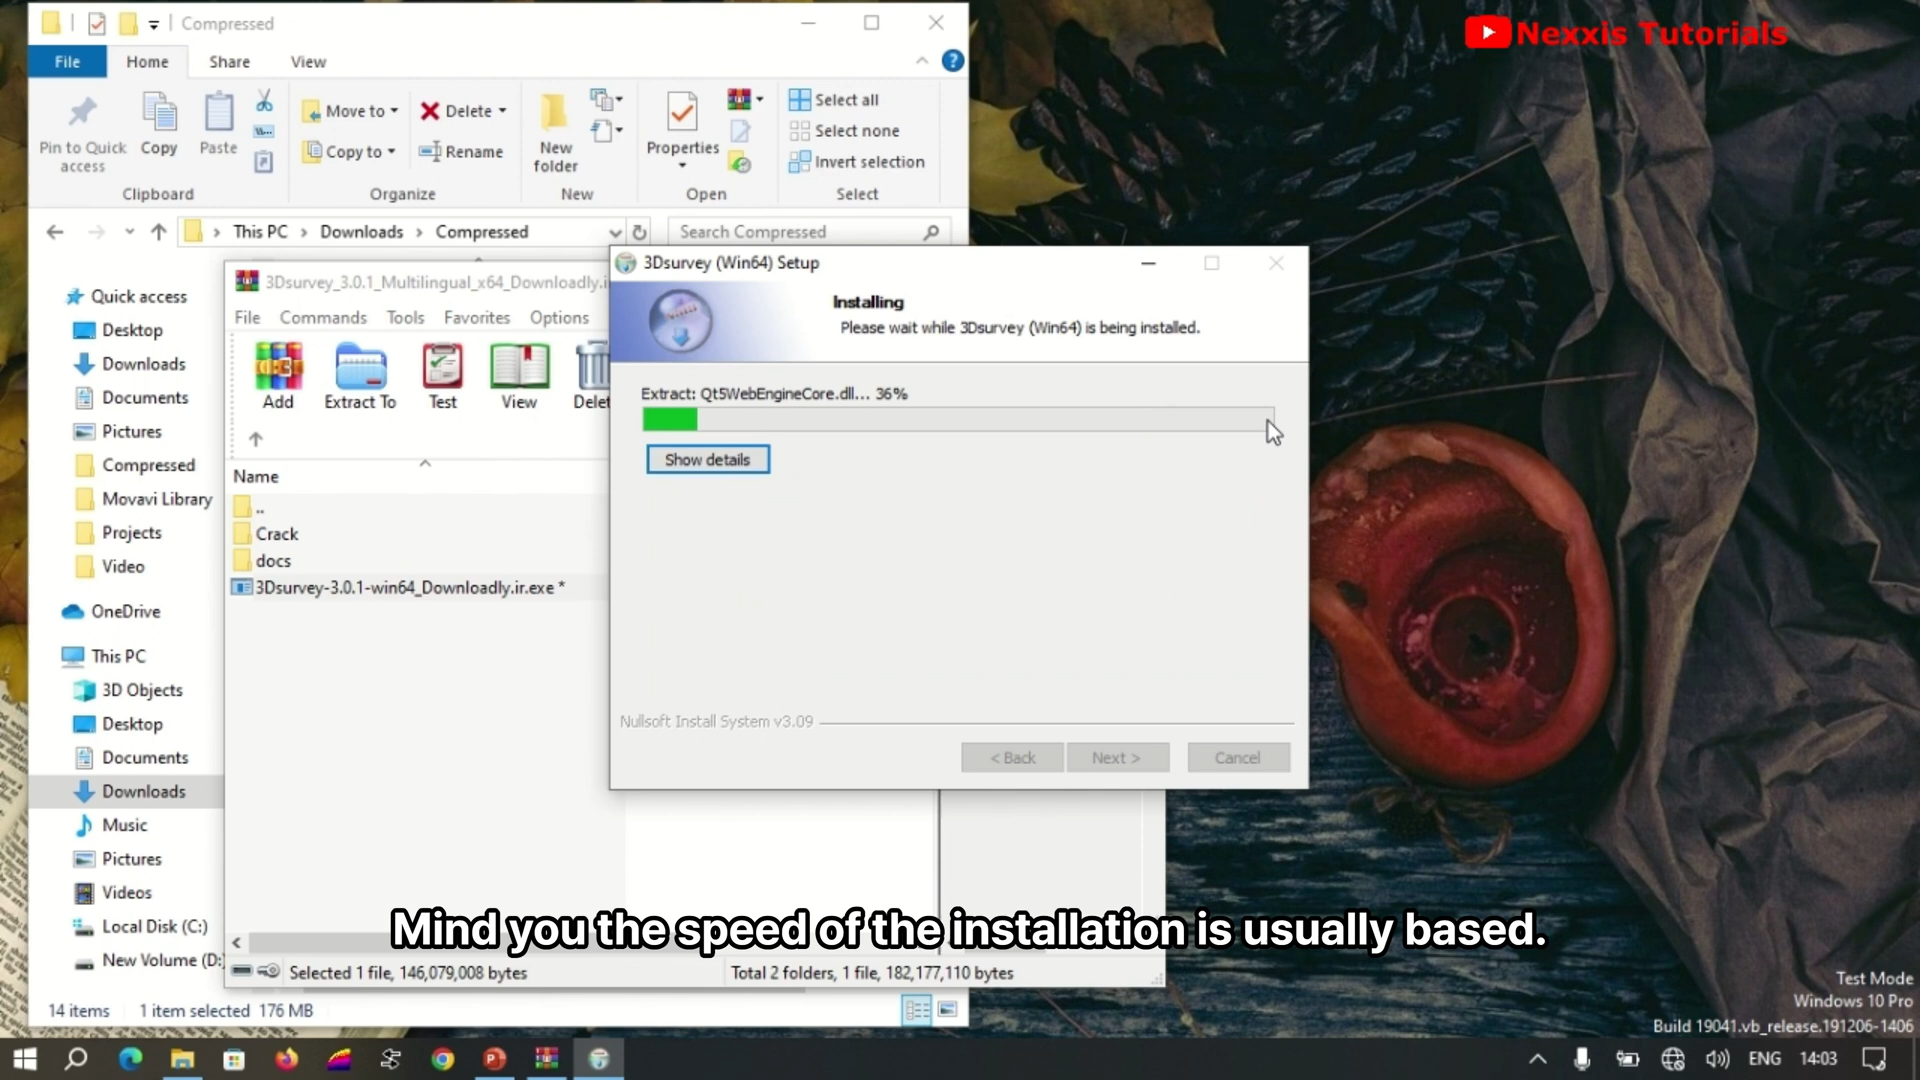 Compressed
Nexxis Tutorials
File
Home
Share
View
Pin to Quick access
Copy
Paste
Move to
Copy to
Delete
Rename
New folder
Properties
Select all
Select none
Invert selection
Clipboard
Organize
New
Open
Select
This PC
Downloads
Compressed
Search Compressed
Quick access
Desktop
Downloads
Documents
Pictures
Compressed
Movavi Library
Projects
Video
OneDrive
This PC
3D Objects
Desktop
Documents
Downloads
Music
Pictures
Videos
Local Disk (C:)
New Volume (D:
14 items
1 item selected 176 MB
3Dsurvey_3.0.1_Multilingual_x64_Downloadly.i
File
Commands
Tools
Favorites
Options
Add
Extract To
Test
View
Delet
Name
..
Crack
docs
3Dsurvey-3.0.1-win64_Downloadly.ir.exe *
Selected 1 file, 146,079,008 bytes
Total 2 folders, 1 file, 182,177,110 bytes
3Dsurvey (Win64) Setup
Installing
Please wait while 3Dsurvey (Win64) is being installed.
Extract: Qt5WebEngineCore.dll... 36%
Show details
Nullsoft Install System v3.09
< Back
Next >
Cancel
Mind you the speed of the installation is usually based.
Test Mode
Windows 10 Pro
Build 19041.vb_release.191206-1406
ENG
14:03